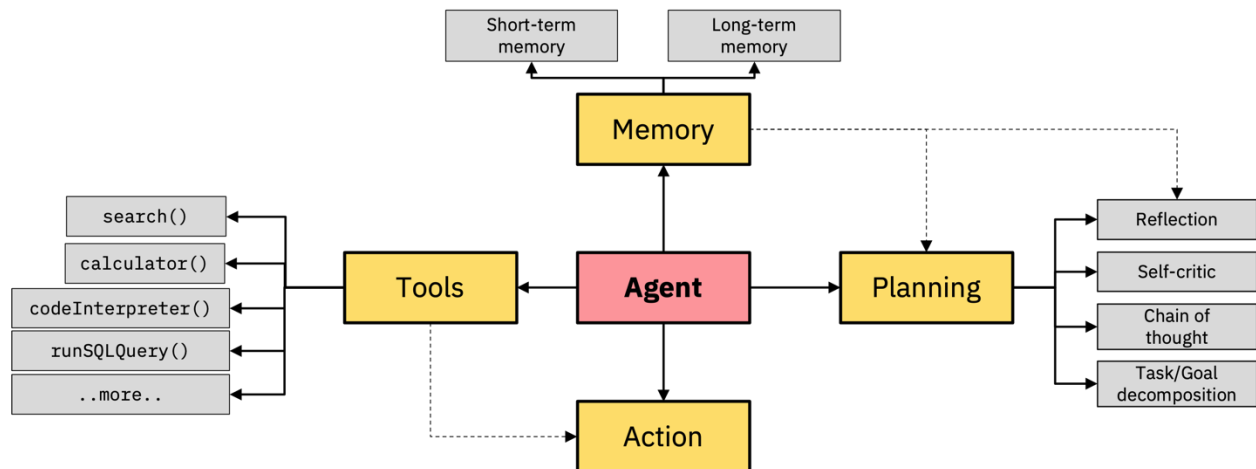 Short-term
memory
Long-term
memory
Memory
search()
calculator()
codeInterpreter()
runSQLQuery()
..more..
Tools
Agent
Planning
Reflection
Self-critic
Chain of
thought
Task/Goal
decomposition
Action